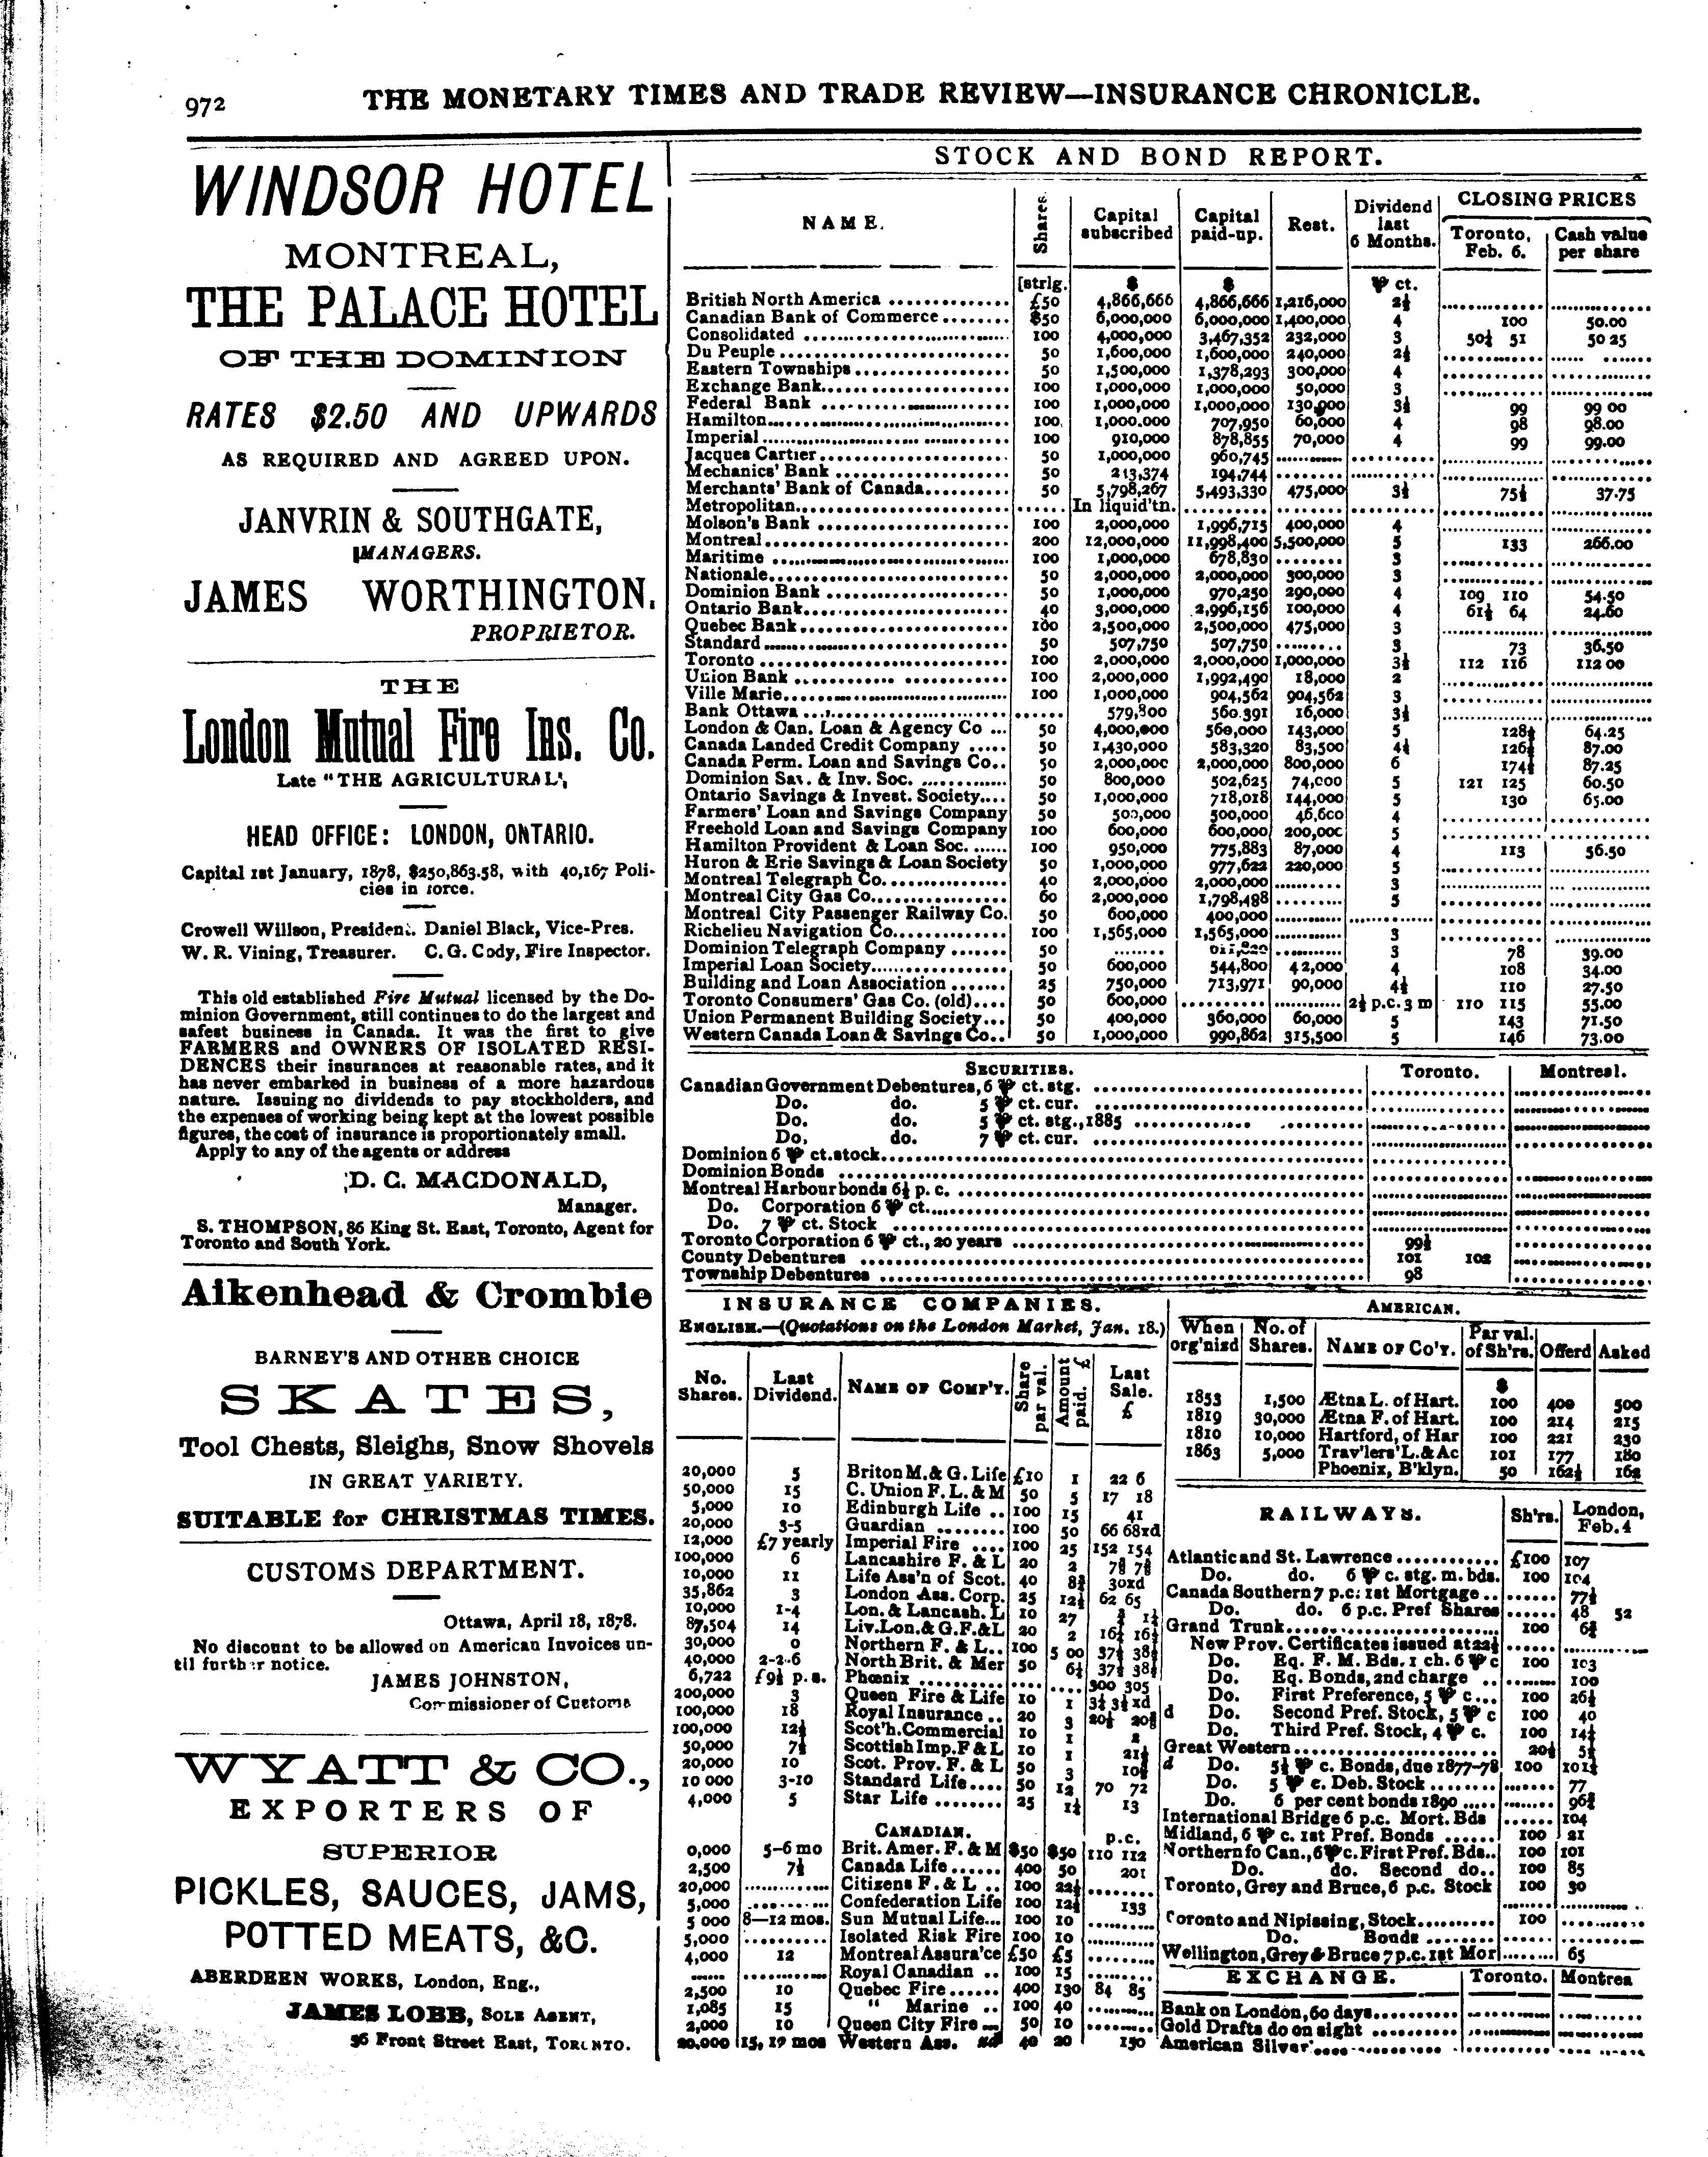 972
THE MONETARY TIMES AND TRADE REVIEW—INSURANCE CHRONICLE.
WINDSOR HOTEL
MONTREAL,
THE PALACE HOTEL
OF THE DOMINION
RATES $2.50 AND UPWARDS
AS REQUIRED AND AGREED UPON.
JANVRIN & SOUTHGATE,
MANAGERS.
JAMES WORTHINGTON,
PROPRIETOR.
THE
London Mutual Fire Ins. Co.
Late "THE AGRICULTURAL",
HEAD OFFICE: LONDON, ONTARIO.
Capital 1st January, 1878, $250,863.58, with 40,167 Poli-
cies in force.
Crowell Willson, President. Daniel Black, Vice-Pres.
W. R. Vining, Treasurer. C. G. Cody, Fire Inspector.
This old established Fire Mutual licensed by the Do-
minion Government, still continues to do the largest and
safest business in Canada. It was the first to give
FARMERS and OWNERS OF ISOLATED RESI-
DENCES their insurances at reasonable rates, and it
has never embarked in business of a more hazardous
nature. Issuing no dividends to pay stockholders, and
the expenses of working being kept at the lowest possible
figures, the cost of insurance is proportionately small.
Apply to any of the agents or address
D. C. MACDONALD,
Manager.
S. THOMPSON, 86 King St. East, Toronto, Agent for
Toronto and South York.
Aikenhead & Crombie
BARNEY'S AND OTHER CHOICE
SKATES,
Tool Chests, Sleighs, Snow Shovels
IN GREAT VARIETY.
SUITABLE for CHRISTMAS TIMES.
CUSTOMS DEPARTMENT.
Ottawa, April 18, 1878.
No discount to be allowed on American Invoices un-
til further notice.
JAMES JOHNSTON,
Commissioner of Customs
WYATT & CO.,
EXPORTERS OF
SUPERIOR
PICKLES, SAUCES, JAMS,
POTTED MEATS, &C.
ABERDEEN WORKS, London, Eng.,
JAMES LOBB, SOLE AGENT,
36 Front Street East, TORONTO.
STOCK AND BOND REPORT.
NAME. Shares. Capital subscribed Capital paid-up. Rest. Dividend last 6 Months. CLOSING PRICES Toronto, Feb. 6. Cash value per share
[strlg. $ $ ₱ ct.
British North America £50 4,866,666 4,866,666 1,216,000 2½
Canadian Bank of Commerce $50 6,000,000 6,000,000 1,400,000 4 100 50.00
Consolidated 100 4,000,000 3,467,352 232,000 3 50½ 51 50 25
Du Peuple 50 1,600,000 1,600,000 240,000 2½
Eastern Townships 50 1,500,000 1,378,293 300,000 4
Exchange Bank 100 1,000,000 1,000,000 50,000 3
Federal Bank 100 1,000,000 1,000,000 130,000 3½ 99 99 00
Hamilton 100 1,000.000 707,950 60,000 4 98 98.00
Imperial 100 910,000 878,855 70,000 4 99 99.00
Jacques Cartier 50 1,000,000 960,745
Mechanics' Bank 50 213,374 194,744
Merchants' Bank of Canada 50 5,798,267 5,493,330 475,000 3½ 75½ 37.75
Metropolitan In liquid'tn.
Molson's Bank 100 2,000,000 1,996,715 400,000 4
Montreal 200 12,000,000 11,998,400 5,500,000 5 133 266.00
Maritime 100 1,000,000 678,830 3
Nationale 50 2,000,000 2,000,000 300,000 3
Dominion Bank 50 1,000,000 970,250 290,000 4 109 110 54.50
Ontario Bank 40 3,000,000 2,996,156 100,000 4 61½ 64 24.60
Quebec Bank 100 2,500,000 2,500,000 475,000 3
Standard 50 507,750 507,750 3 73 36.50
Toronto 100 2,000,000 2,000,000 1,000,000 3½ 112 116 112 00
Union Bank 100 2,000,000 1,992,490 18,000 2
Ville Marie 100 1,000,000 904,562 904,562 3
Bank Ottawa 579,800 560.391 16,000 3½
London & Can. Loan & Agency Co ... 50 4,000,000 560,000 143,000 5 128½ 64.25
Canada Landed Credit Company 50 1,430,000 583,320 83,500 4½ 126½ 87.00
Canada Perm. Loan and Savings Co.. 50 2,000,000 2,000,000 800,000 6 174½ 87.25
Dominion Sav. & Inv. Soc. 50 800,000 502,625 74,000 5 121 125 60.50
Ontario Savings & Invest. Society 50 1,000,000 718,018 144,000 5 130 65.00
Farmers' Loan and Savings Company 50 500,000 500,000 46,600 4
Freehold Loan and Savings Company 100 600,000 600,000 200,000 5
Hamilton Provident & Loan Soc. 100 950,000 775,883 87,000 4 113 56.50
Huron & Erie Savings & Loan Society 50 1,000,000 977,622 220,000 5
Montreal Telegraph Co. 40 2,000,000 2,000,000 3
Montreal City Gas Co. 60 2,000,000 1,798,488 5
Montreal City Passenger Railway Co. 50 600,000 400,000
Richelieu Navigation Co. 100 1,565,000 1,565,000 3
Dominion Telegraph Company 50 3 78 39.00
Imperial Loan Society 50 600,000 544,800 42,000 4 108 34.00
Building and Loan Association 25 750,000 713,971 90,000 4½ 110 27.50
Toronto Consumers' Gas Co. (old) 50 600,000 2½ p.c. 3 m 110 115 55.00
Union Permanent Building Society 50 400,000 360,000 60,000 5 143 71.50
Western Canada Loan & Savings Co.. 50 1,000,000 990,862 315,500 5 146 73.00
SECURITIES. Toronto. Montreal.
Canadian Government Debentures, 6 ₱ ct. stg.
Do. do. 5 ₱ ct. cur.
Do. do. 5 ₱ ct. stg., 1885
Do. do. 7 ₱ ct. cur.
Dominion 6 ₱ ct. stock
Dominion Bonds
Montreal Harbour bonds 6½ p. c.
Do. Corporation 6 ₱ ct.
Do. 7 ₱ ct. Stock
Toronto Corporation 6 ₱ ct., 20 years 99½
County Debentures 101 102
Township Debentures 98
INSURANCE COMPANIES.
ENGLISH.—(Quotations on the London Market, Jan. 18.)
No. Shares. Last Dividend. NAME OF COMP'Y. Share par val. Amount paid. £ Last Sale. £
20,000 5 Briton M. & G. Life £10 1 22 6
50,000 15 C. Union F. L. & M 50 5 17 18
5,000 10 Edinburgh Life .. 100 15 41
20,000 3-5 Guardian 100 50 66 68xd
12,000 £7 yearly Imperial Fire 100 25 152 154
100,000 6 Lancashire F. & L 20 2
10,000 11 Life Ass'n of Scot. 40 30xd
35,862 3 London Ass. Corp. 25 12½ 62 65
10,000 1-4 Lon. & Lancash. L 10
87,504 14 Liv. Lon. & G. F. & L 20 2
30,000 0 Northern F. & L.. 100 5 00
40,000 2-2-6 North Brit. & Mer 50 6¼
6,722 £9½ p. s. Phœnix 300 305
200,000 3 Queen Fire & Life 10 1
100,000 18 Royal Insurance .. 20 3
100,000 12½ Scot'h. Commercial 10 1
50,000 7½ Scottish Imp. F & L 10 1
20,000 10 Scot. Prov. F. & L 50 3
10 000 3-10 Standard Life 50 12 70 72
4,000 5 Star Life 25 1¼ 13
CANADIAN. p.c.
0,000 5-6 mo Brit. Amer. F. & M $50 $50 110 112
2,500 7½ Canada Life 400 50 201
20,000 Citizens F. & L .. 100 22½
5,000 Confederation Life 100 12½ 133
5 000 8—12 mos. Sun Mutual Life... 100 10
5,000 Isolated Risk Fire 100 10
4,000 12 Montreal Assura'ce £50 £5
Royal Canadian .. 100 15
2,500 10 Quebec Fire 400 130 84 85
1,085 15 " Marine .. 100 40
2,000 10 Queen City Fire 50 10
20,000 15, 19 mos Western Ass. 40 20 150
AMERICAN.
When org'nizd No. of Shares. NAME OF CO'Y. Par val. of Sh'rs. Offerd Asked
$
1853 1,500 Ætna L. of Hart. 100 400 500
1819 30,000 Ætna F. of Hart. 100 214 215
1810 10,000 Hartford, of Har 100 221 230
1863 5,000 Trav'lers' L. & Ac 101 177 180
Phoenix, B'klyn. 50 162½ 162
RAILWAYS. Sh'rs. London, Feb. 4
Atlantic and St. Lawrence £100 107
Do. do. 6 ₱ c. stg. m. bds. 100 104
Canada Southern 7 p.c. 1st Mortgage 77½
Do. do. 6 p.c. Pref Shares 48 52
Grand Trunk 100
New Prov. Certificates issued at 22½
Do. Eq. F. M. Bds. 1 ch. 6 ₱ c 100 103
Do. Eq. Bonds, 2nd charge 100
Do. First Preference, 5 ₱ c... 100 26½
Do. Second Pref. Stock, 5 ₱ c 100 40
Do. Third Pref. Stock, 4 ₱ c. 100 14½
Great Western 20½
Do. 5½ ₱ c. Bonds, due 1877-78 100 101½
Do. 5 ₱ c. Deb. Stock 77
Do. 6 per cent bonds 1890
International Bridge 6 p.c. Mort. Bds 104
Midland, 6 ₱ c. 1st Pref. Bonds 100 21
Northern fo Can., 6 ₱ c. First Pref. Bds.. 100 101
Do. do. Second do.. 100 85
Toronto, Grey and Bruce, 6 p.c. Stock 100 30
Toronto and Nipissing, Stock 100
Do. Bonds
Wellington, Grey & Bruce 7 p.c. 1st Mor 65
EXCHANGE. Toronto. Montrea
Bank on London, 60 days
Gold Drafts do on sight
American Silver